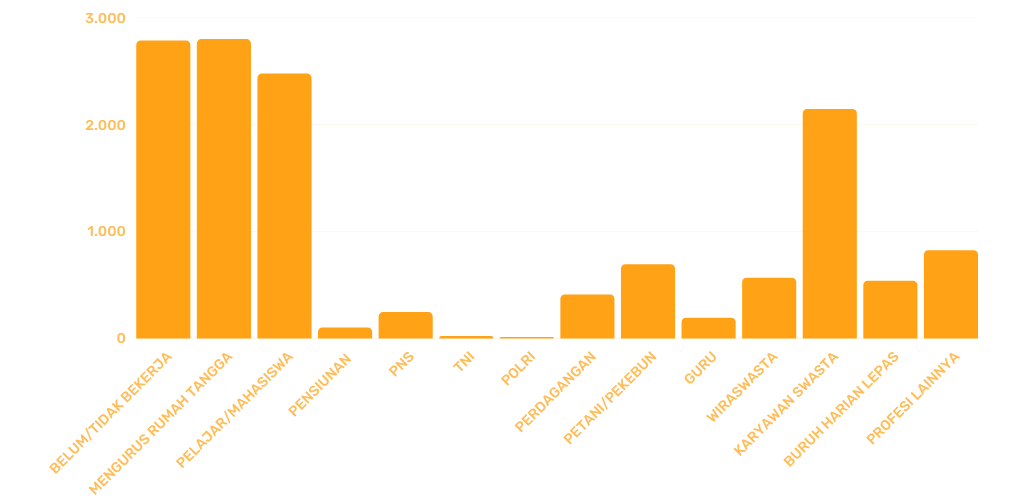 3.000
2.000
1.000
0
BELUM/TIDAK BEKERJA
MENGURUS RUMAH TANGGA
PELAJAR/MAHASISWA
PENSIUNAN
PNS
TNI
POLRI
PERDAGANGAN
PETANI/PEKEBUN
GURU
WIRASWASTA
KARYAWAN SWASTA
BURUH HARIAN LEPAS
PROFESI LAINNYA